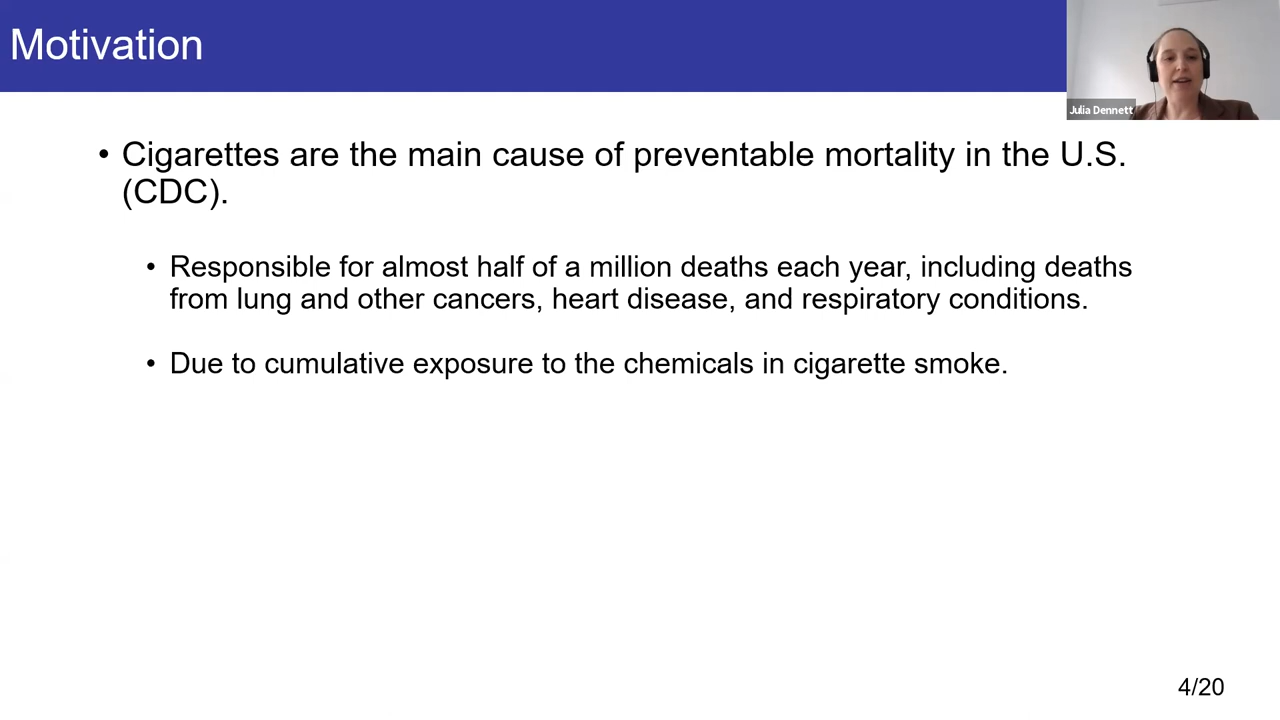 Motivation
Julia Dennett
• Cigarettes are the main cause of preventable mortality in the U.S.
(CDC).
• Responsible for almost half of a million deaths each year, including deaths
from lung and other cancers, heart disease, and respiratory conditions.
• Due to cumulative exposure to the chemicals in cigarette smoke.
4/20